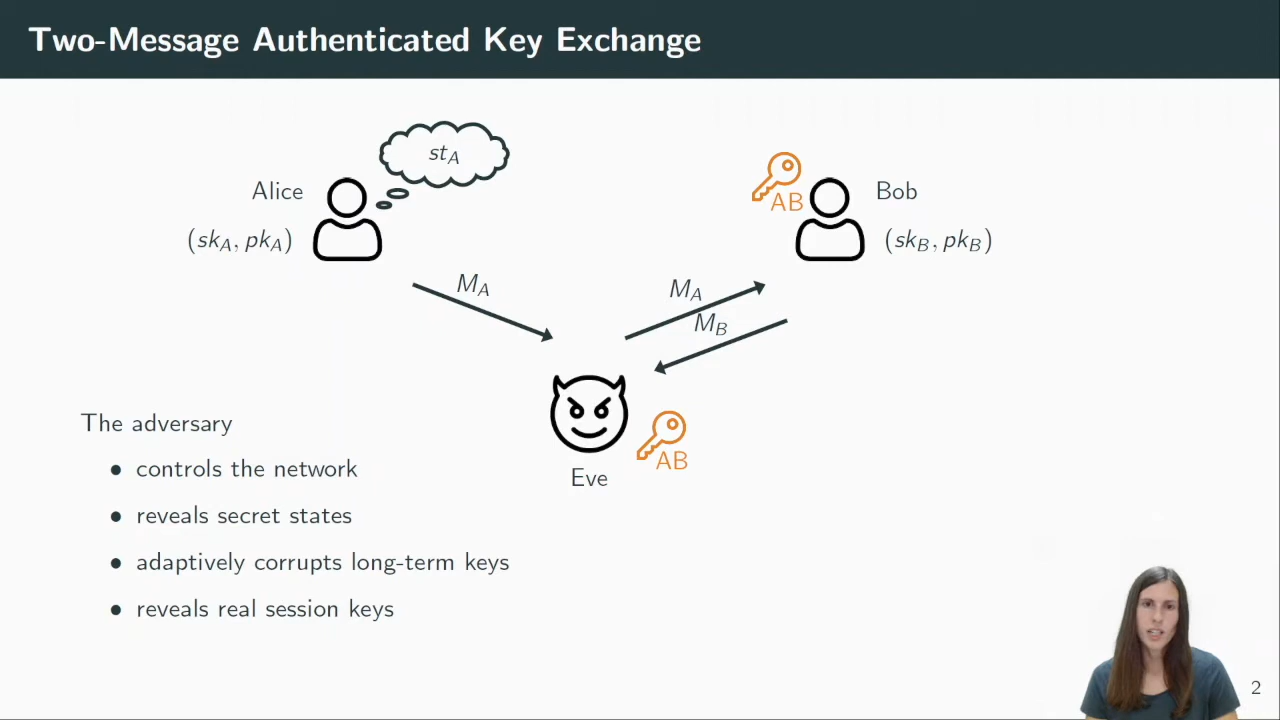 Two-Message Authenticated Key Exchange
st_A
Alice
(sk_A, pk_A)
AB
Bob
(sk_B, pk_B)
M_A
M_A
M_B
AB
Eve
The adversary
• controls the network
• reveals secret states
• adaptively corrupts long-term keys
• reveals real session keys
2